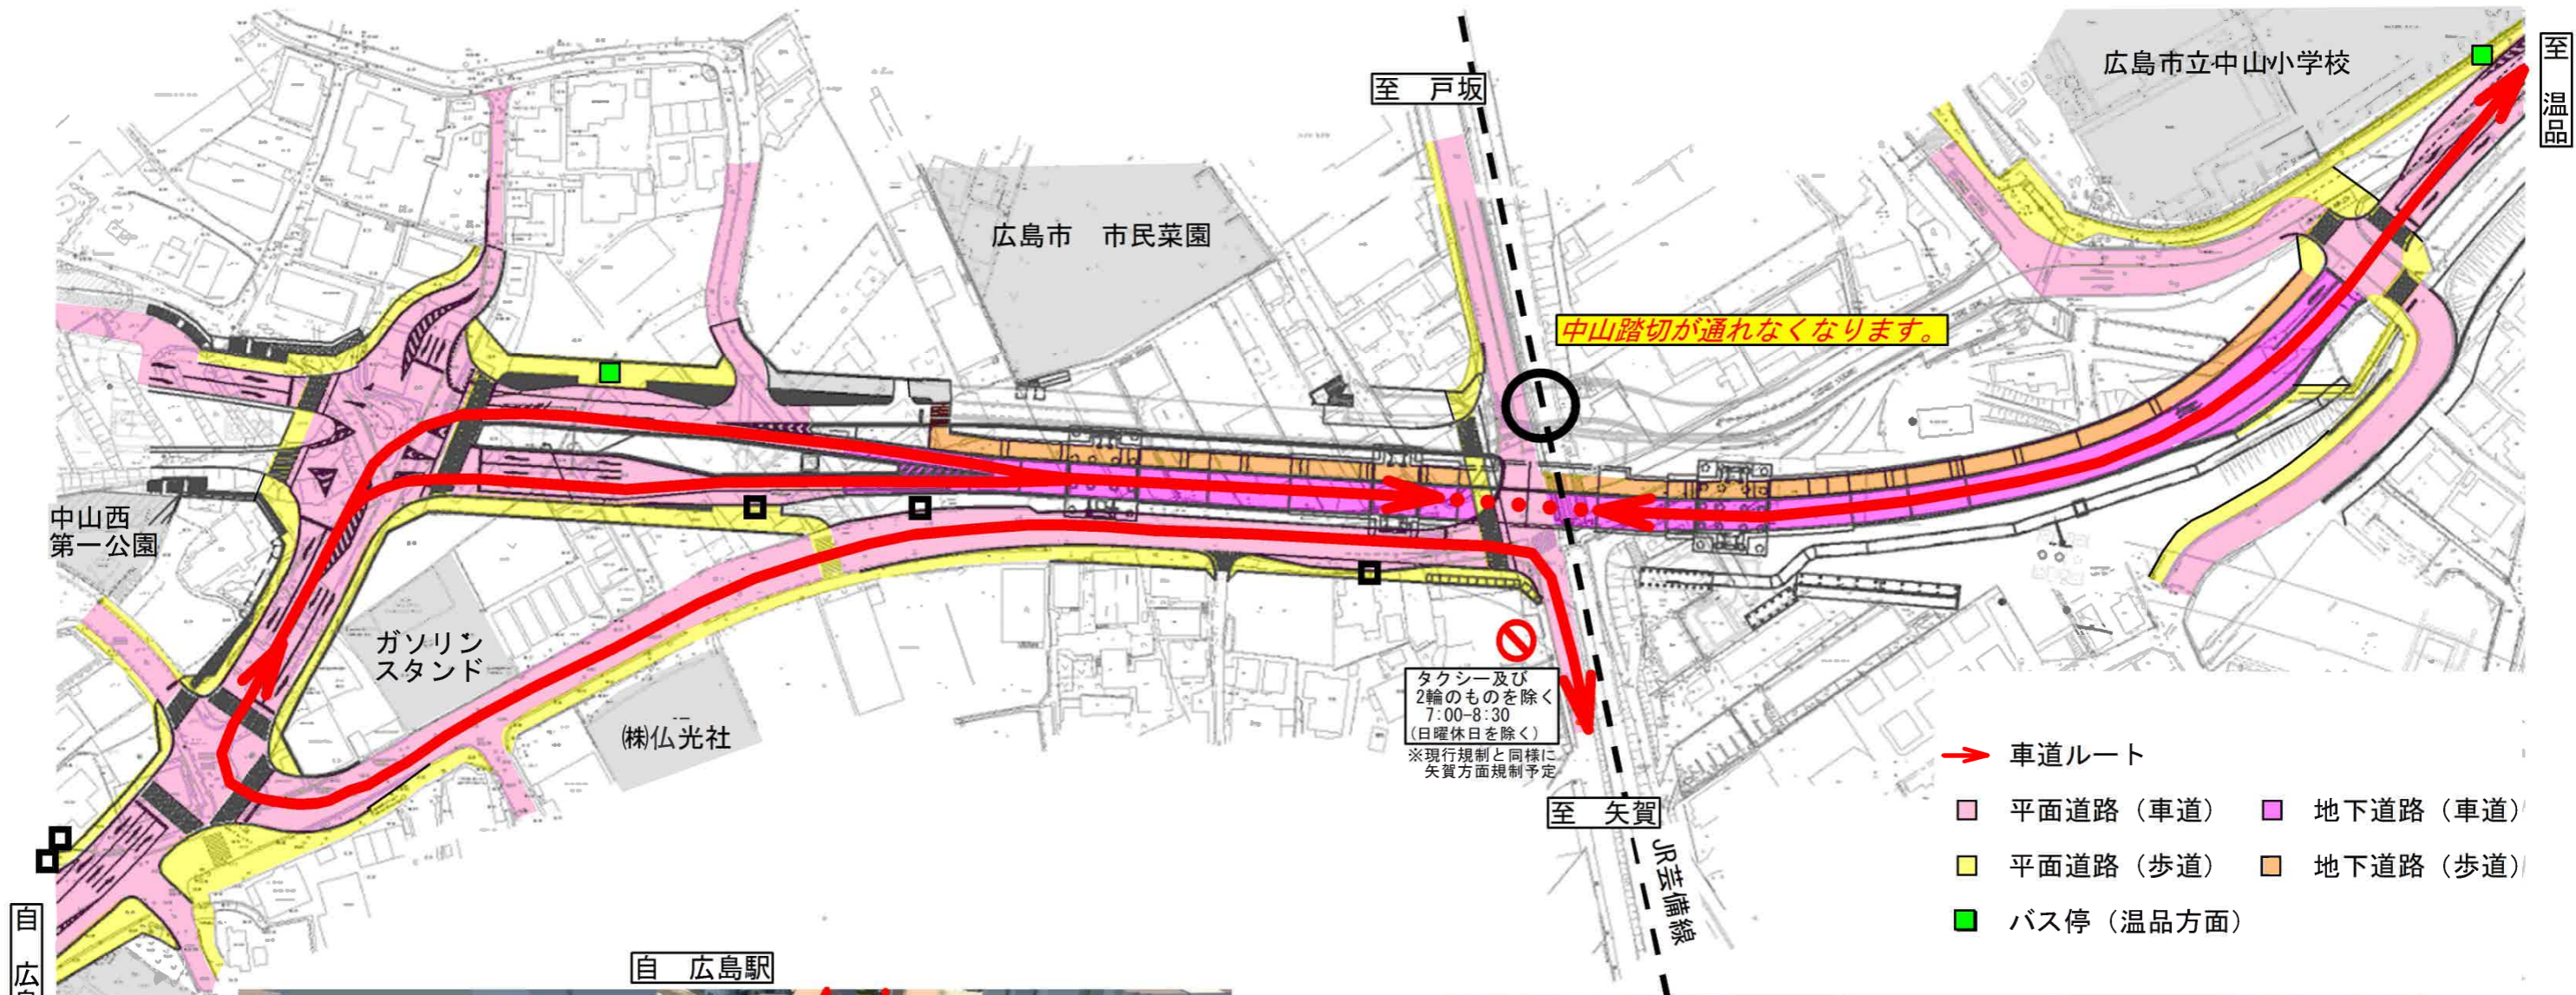 至　戸坂
広島市立中山小学校
至　温品
広島市　市民菜園
中山踏切が通れなくなります。
中山西
第一公園
ガソリン
スタンド
㈱仏光社
タクシー及び
2輪のものを除く
7:00-8:30
(日曜休日を除く)
※現行規制と同様に
矢賀方面規制予定
至　矢賀
JR芸備線
車道ルート
平面道路（車道）
地下道路（車道）
平面道路（歩道）
地下道路（歩道）
バス停（温品方面）
自　広島
自　広島駅